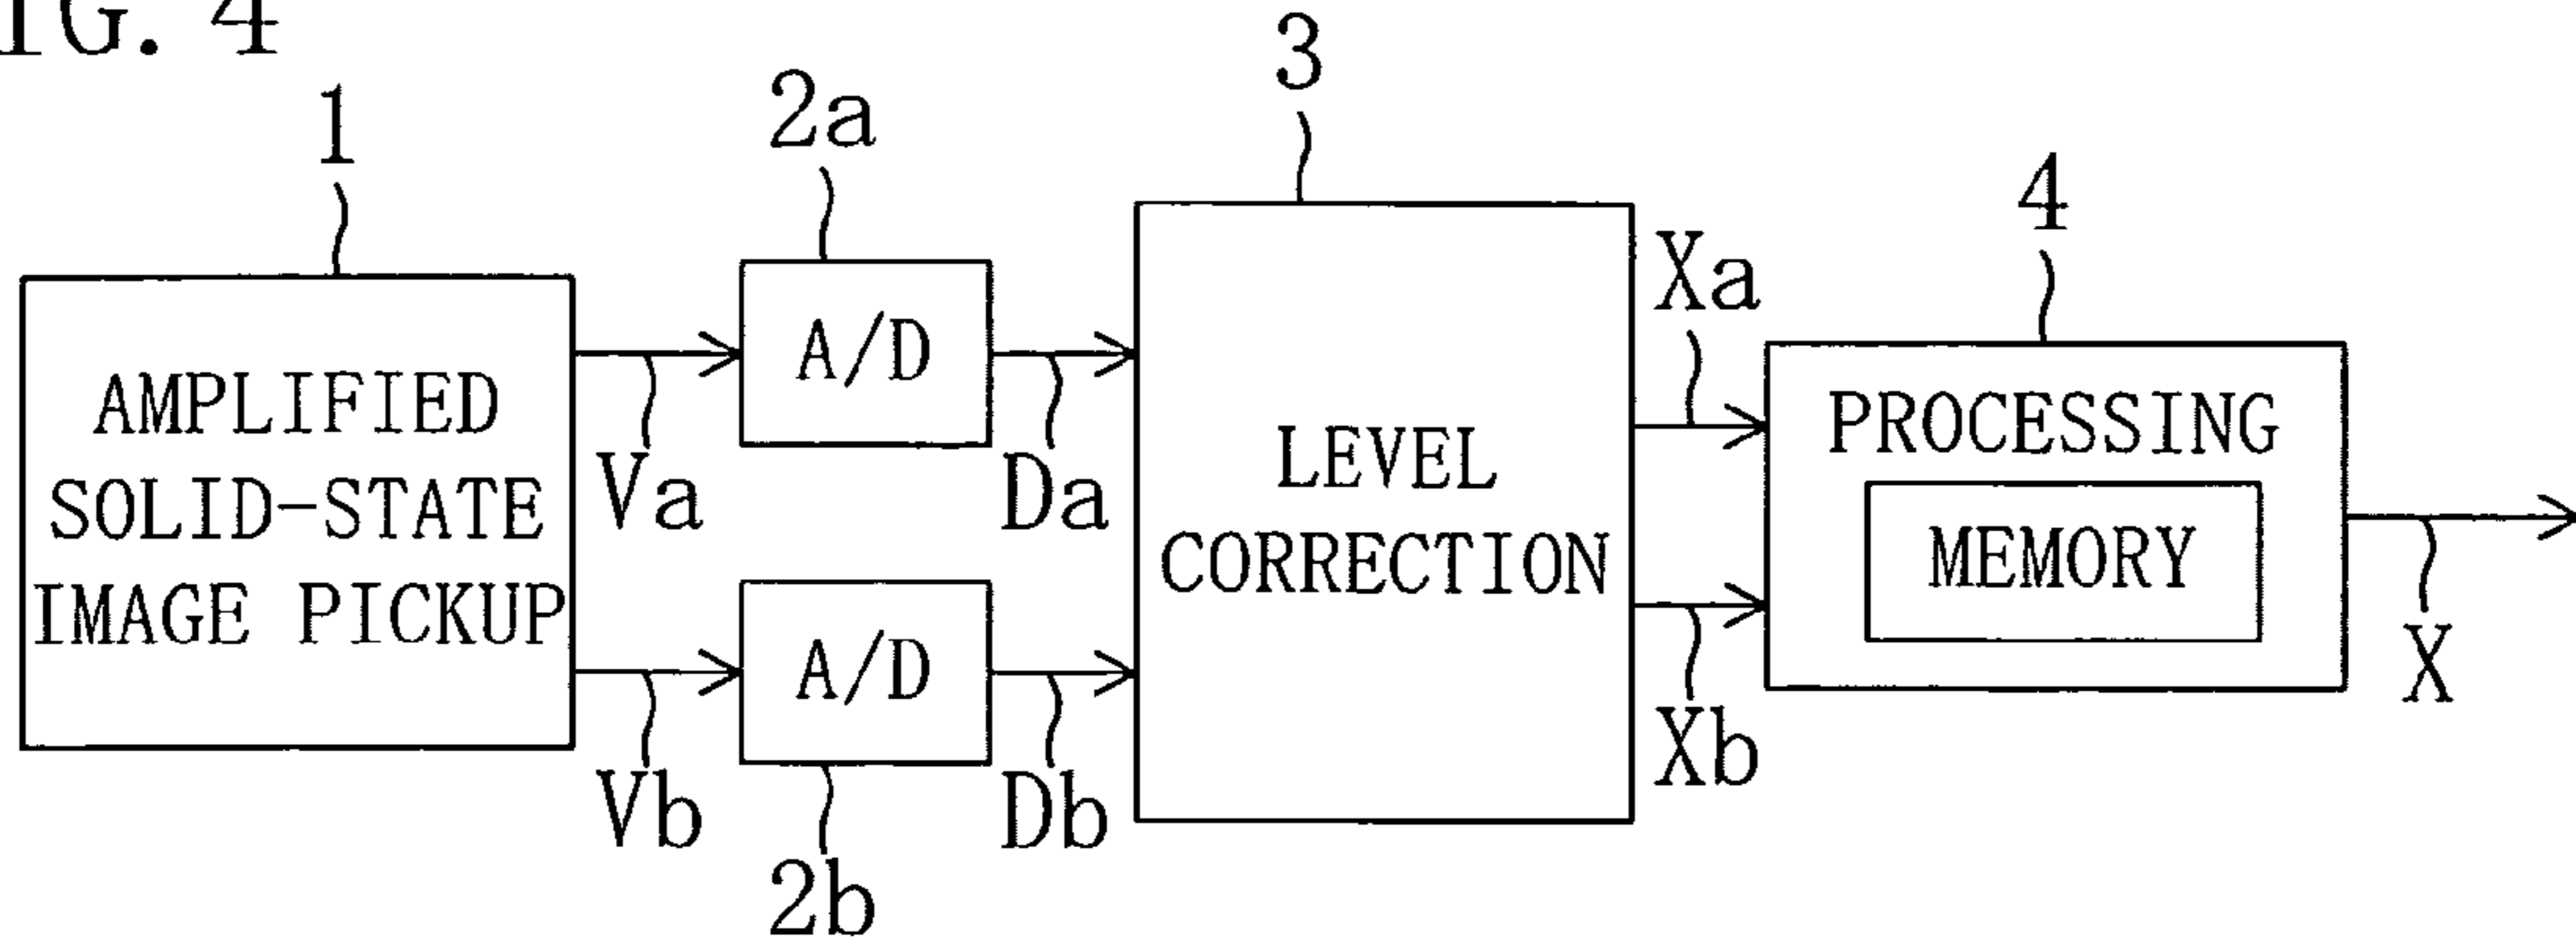 IG. 4
1
2a
3
4
AMPLIFIED
SOLID-STATE
IMAGE PICKUP
Va
Vb
A/D
A/D
2b
Da
Db
LEVEL
CORRECTION
Xa
Xb
PROCESSING
MEMORY
X